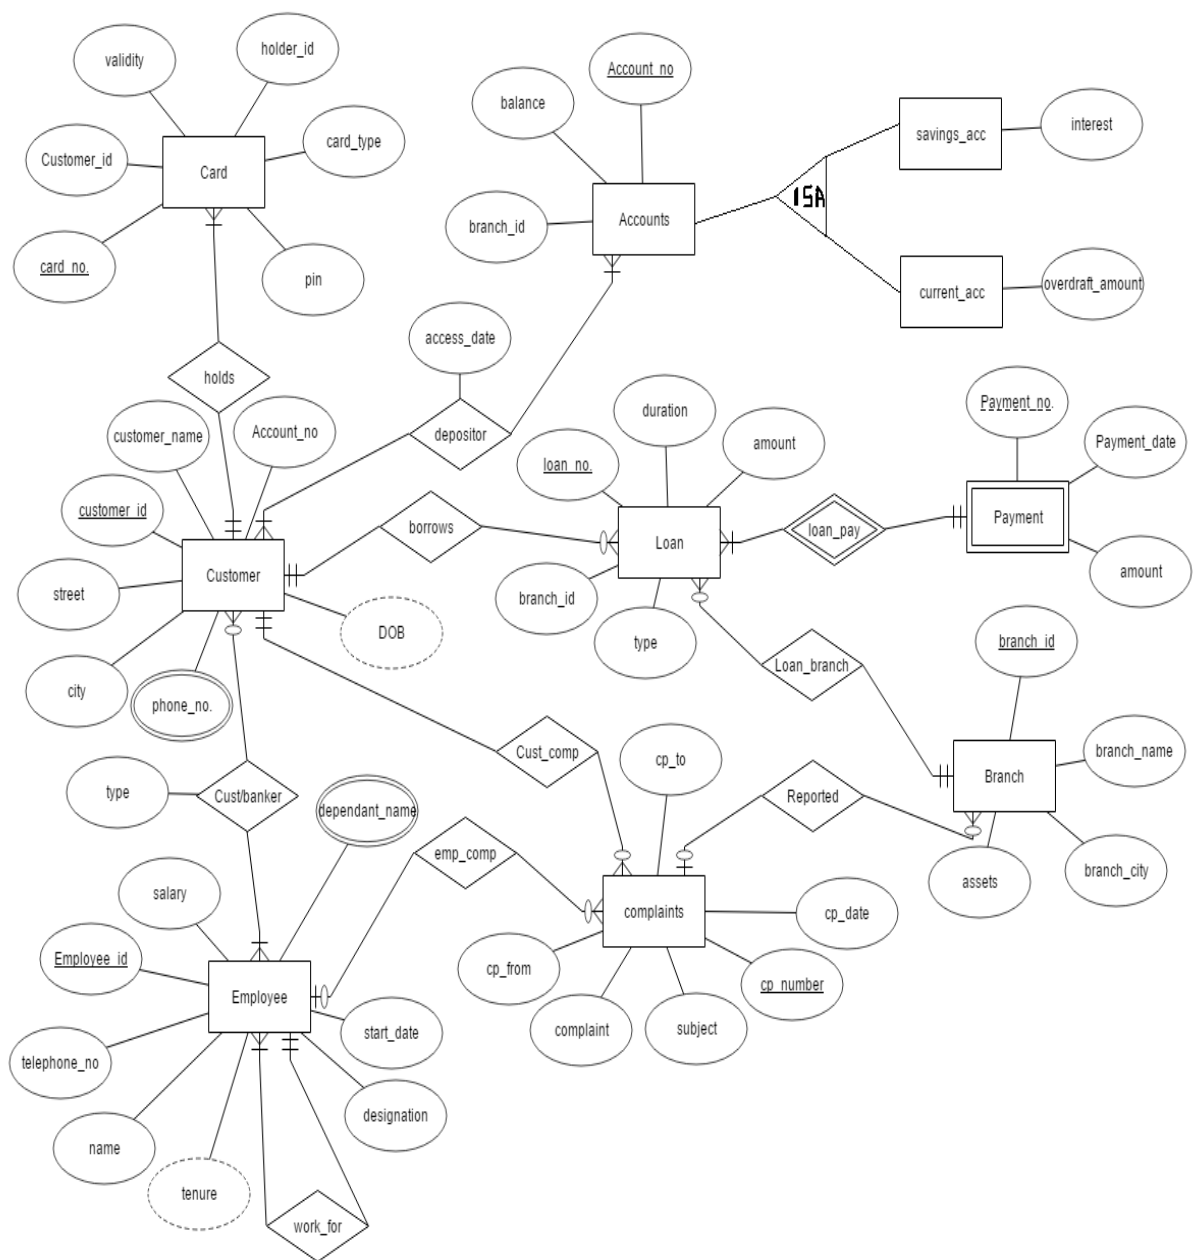 holder_id
validity
Account_no
balance
savings_acc
interest
card_type
Customer_id
Card
ISA
Accounts
branch_id
card_no.
pin
current_acc
overdraft_amount
access_date
holds
Payment_no.
duration
customer_name
Account_no
depositor
amount
Payment_date
loan_no.
customer_id
borrows
Loan
loan_pay
Payment
Customer
street
branch_id
amount
DOB
type
branch_id
Loan_branch
city
phone_no.
Cust_comp
cp_to
branch_name
Branch
type
Cust/banker
Reported
dependant_name
emp_comp
branch_city
assets
salary
complaints
cp_date
Employee_id
cp_from
cp_number
Employee
complaint
subject
start_date
telephone_no
designation
name
tenure
work_for